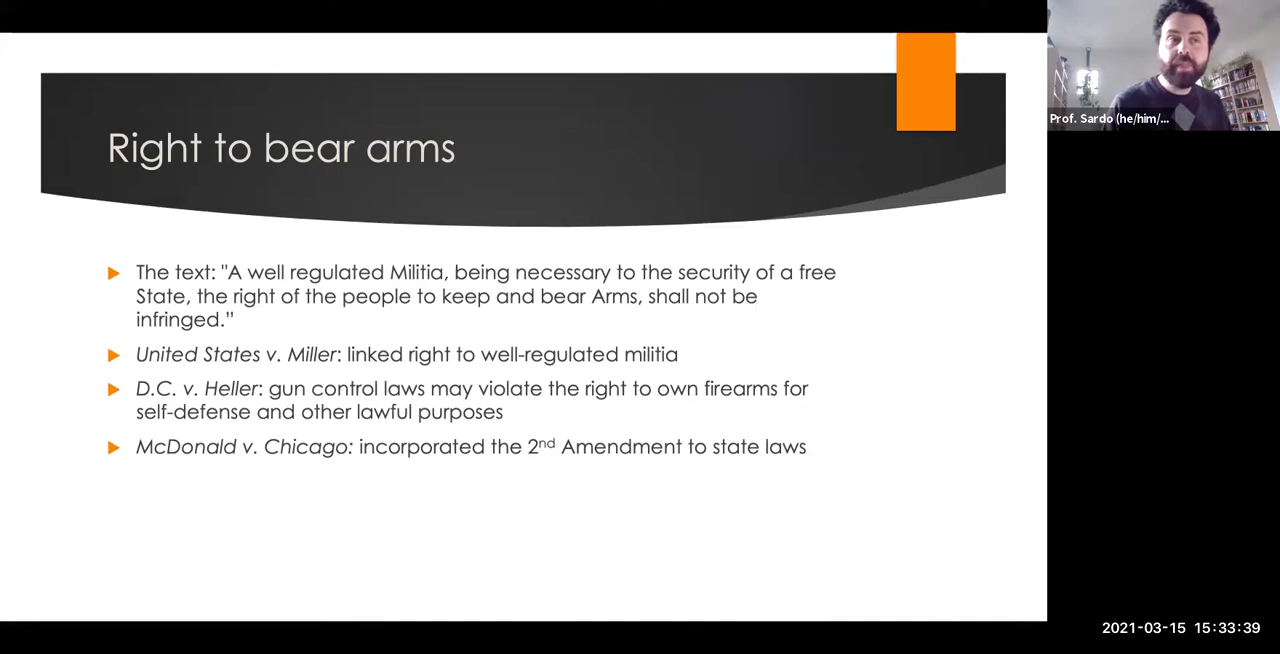 Right to bear arms
The text: "A well regulated Militia, being necessary to the security of a free
State, the right of the people to keep and bear Arms, shall not be
infringed.”
United States v. Miller: linked right to well-regulated militia
D.C. v. Heller: gun control laws may violate the right to own firearms for
self-defense and other lawful purposes
McDonald v. Chicago: incorporated the 2nd Amendment to state laws
Prof. Sardo (he/him/...
2021-03-15 15:33:39